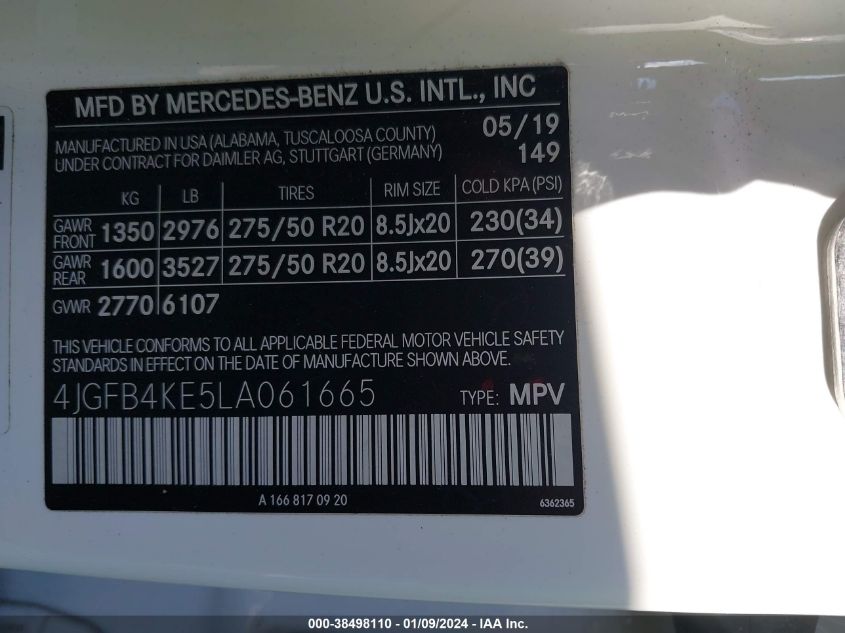 MFD BY MERCEDES-BENZ U.S. INTL., INC
MANUFACTURED IN USA (ALABAMA, TUSCALOOSA COUNTY) 05/19
UNDER CONTRACT FOR DAIMLER AG, STUTTGART (GERMANY) 149
KG LB TIRES RIM SIZE COLD KPA (PSI)
GAWR FRONT 1350 2976 275/50 R20 8.5Jx20 230(34)
GAWR REAR 1600 3527 275/50 R20 8.5Jx20 270(39)
GVWR 2770 6107
THIS VEHICLE CONFORMS TO ALL APPLICABLE FEDERAL MOTOR VEHICLE SAFETY
STANDARDS IN EFFECT ON THE DATE OF MANUFACTURE SHOWN ABOVE.
4JGFB4KE5LA061665 TYPE: MPV
A 166 817 09 20 6362365
000-38498110 - 01/09/2024 - IAA Inc.